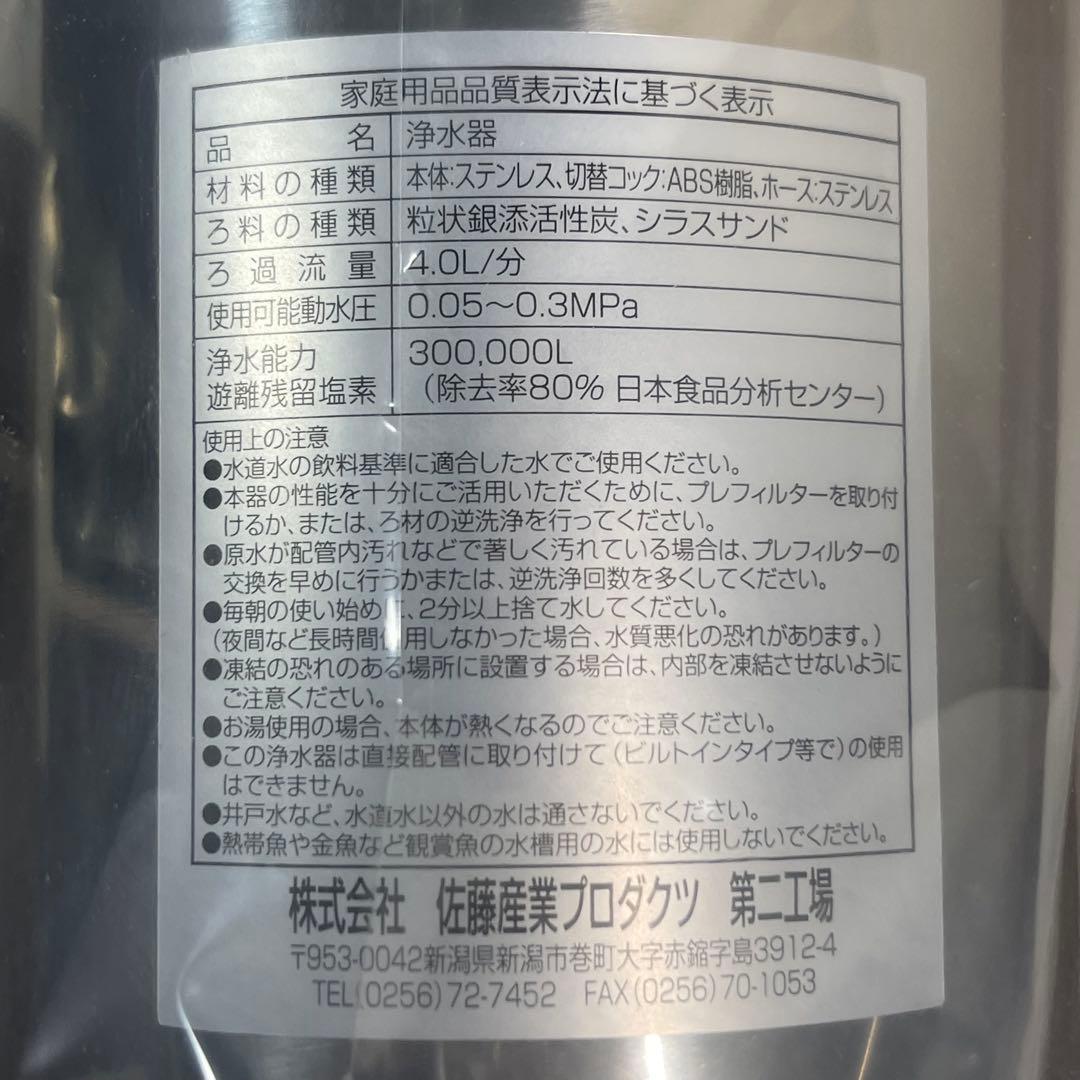 家庭用品品質表示法に基づく表示
品名 浄水器
材料の種類 本体:ステンレス、切替コック:ABS樹脂、ホース:ステンレス
ろ料の種類 粒状銀添活性炭、シラスサンド
ろ過流量 4.0L/分
使用可能動水圧 0.05〜0.3MPa
浄水能力 300,000L
遊離残留塩素 (除去率80% 日本食品分析センター)
使用上の注意
●水道水の飲料基準に適合した水でご使用ください。
●本器の性能を十分にご活用いただくために、プレフィルターを取り付
けるか、または、ろ材の逆洗浄を行ってください。
●原水が配管内汚れなどで著しく汚れている場合は、プレフィルターの
交換を早めに行うかまたは、逆洗浄回数を多くしてください。
●毎朝の使い始めに、2分以上捨て水してください。
(夜間など長時間使用しなかった場合、水質悪化の恐れがあります。)
●凍結の恐れのある場所に設置する場合は、内部を凍結させないように
ご注意ください。
●お湯使用の場合、本体が熱くなるのでご注意ください。
●この浄水器は直接配管に取り付けて(ビルトインタイプ等で)の使用
はできません。
●井戸水など、水道水以外の水は通さないでください。
●熱帯魚や金魚など観賞魚の水槽用の水には使用しないでください。
株式会社 佐藤産業プロダクツ 第二工場
〒953-0042新潟県新潟市巻町大字赤鏥字島3912-4
TEL(0256)72-7452 FAX(0256)70-1053